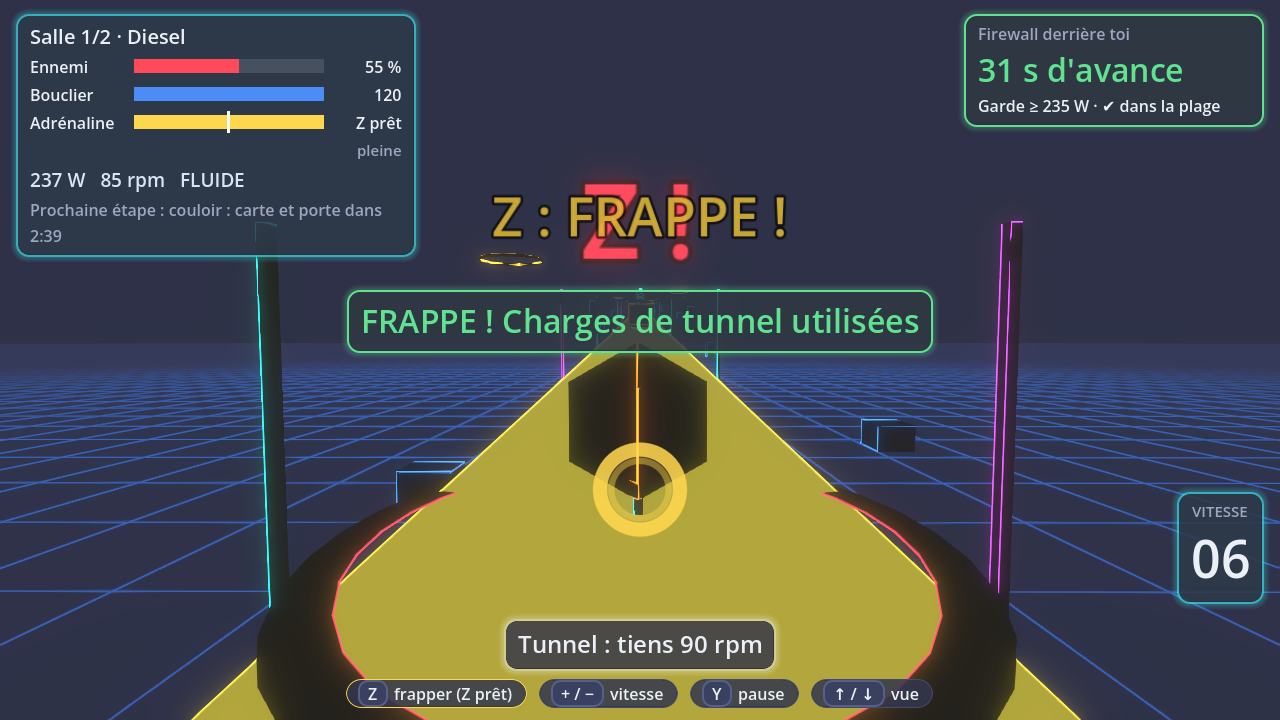 Salle 1/2 · Diesel
Ennemi 55 %
Bouclier 120
Adrénaline Z prêt
pleine
237 W 85 rpm FLUIDE
Prochaine étape : couloir : carte et porte dans
2:39
Firewall derrière toi
31 s d'avance
Garde ≥ 235 W · ✔ dans la plage
Z !
Z : FRAPPE !
FRAPPE ! Charges de tunnel utilisées
VITESSE
06
Tunnel : tiens 90 rpm
Z frapper (Z prêt) + / − vitesse Y pause ↑ / ↓ vue